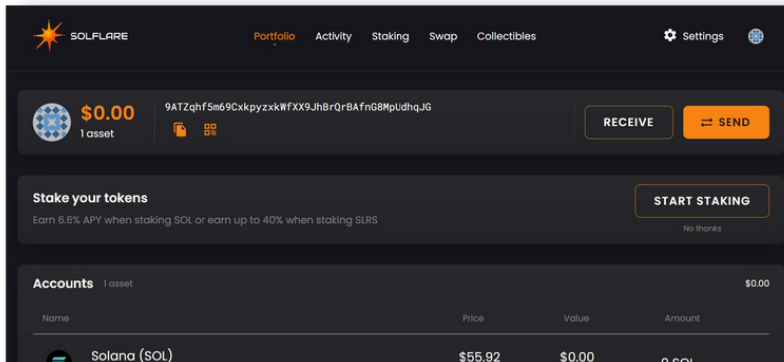 SOLFLARE
Portfolio Activity Staking Swap Collectibles
Settings
$0.00
1 asset
9ATZqhf5m69CxkpyzxkWfXX9JhBrQrBAfnG8MpUdhqJG
RECEIVE
SEND
Stake your tokens
Earn 6.6% APY when staking SOL or earn up to 40% when staking SLRS
START STAKING
No thanks
Accounts 1 asset $0.00
Name Price Value Amount
Solana (SOL) $55.92 $0.00 0 SOL